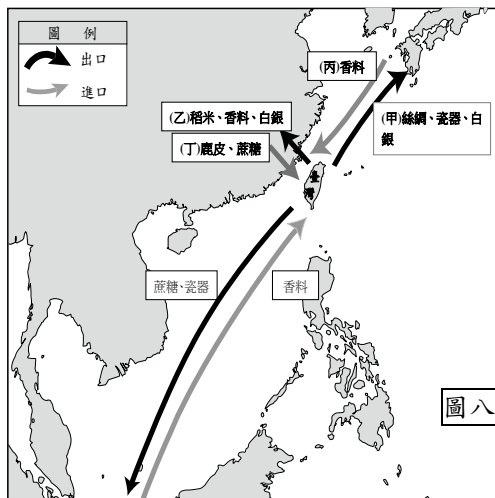 圖 例
出口
進口
(丙)香料
(乙)稻米、香料、白銀
(丁)鹿皮、蔗糖
(甲)絲綢、瓷器、白
銀
臺
灣
蔗糖、瓷器
香料
圖八